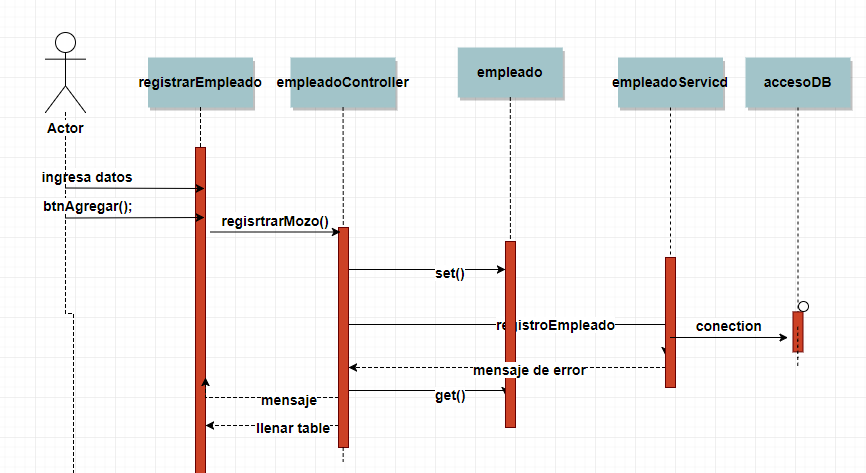 Actor
registrarEmpleado
empleadoController
empleado
empleadoServicd
accesoDB
ingresa datos
btnAgregar();
regisrtrarMozo()
set()
registroEmpleado
conection
mensaje de error
get()
mensaje
llenar table